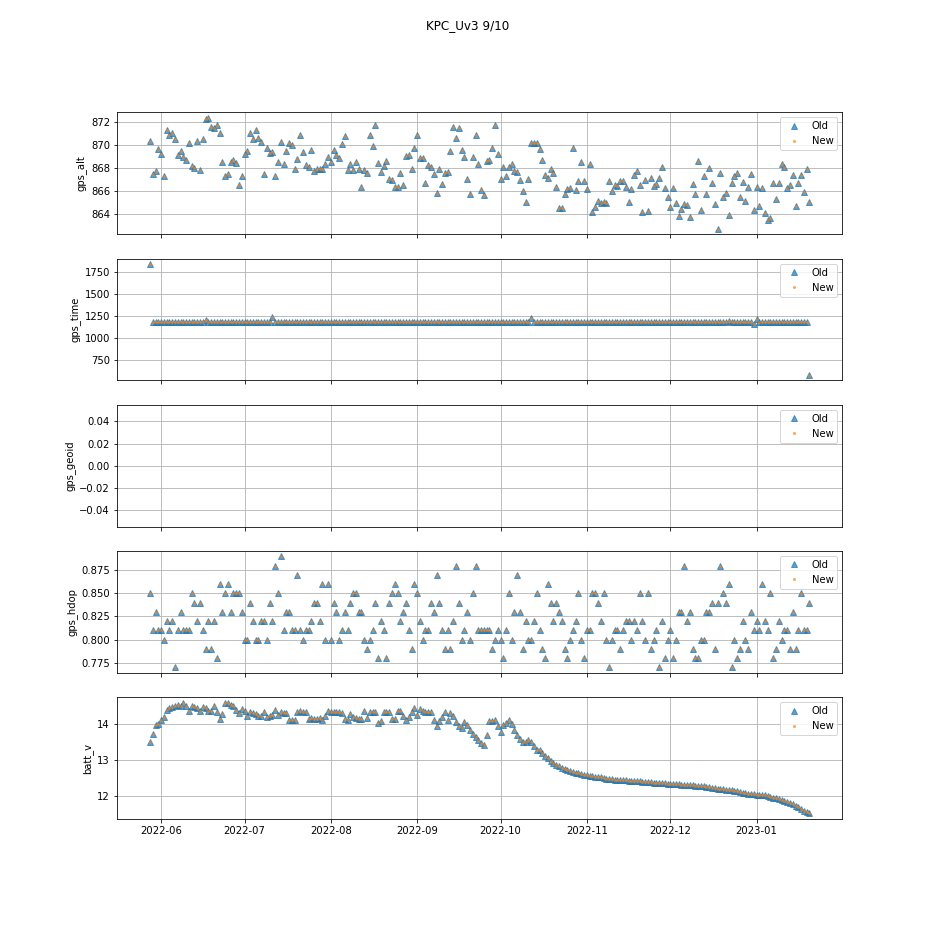 KPC_Uv3 9/10
872
870
868
866
864
gps_alt
Old
New
1750
1500
1250
1000
750
gps_time
Old
New
0.04
0.02
0.00
−0.02
−0.04
gps_geoid
Old
New
0.875
0.850
0.825
0.800
0.775
gps_hdop
Old
New
14
13
12
batt_v
Old
New
2022-06 2022-07 2022-08 2022-09 2022-10 2022-11 2022-12 2023-01